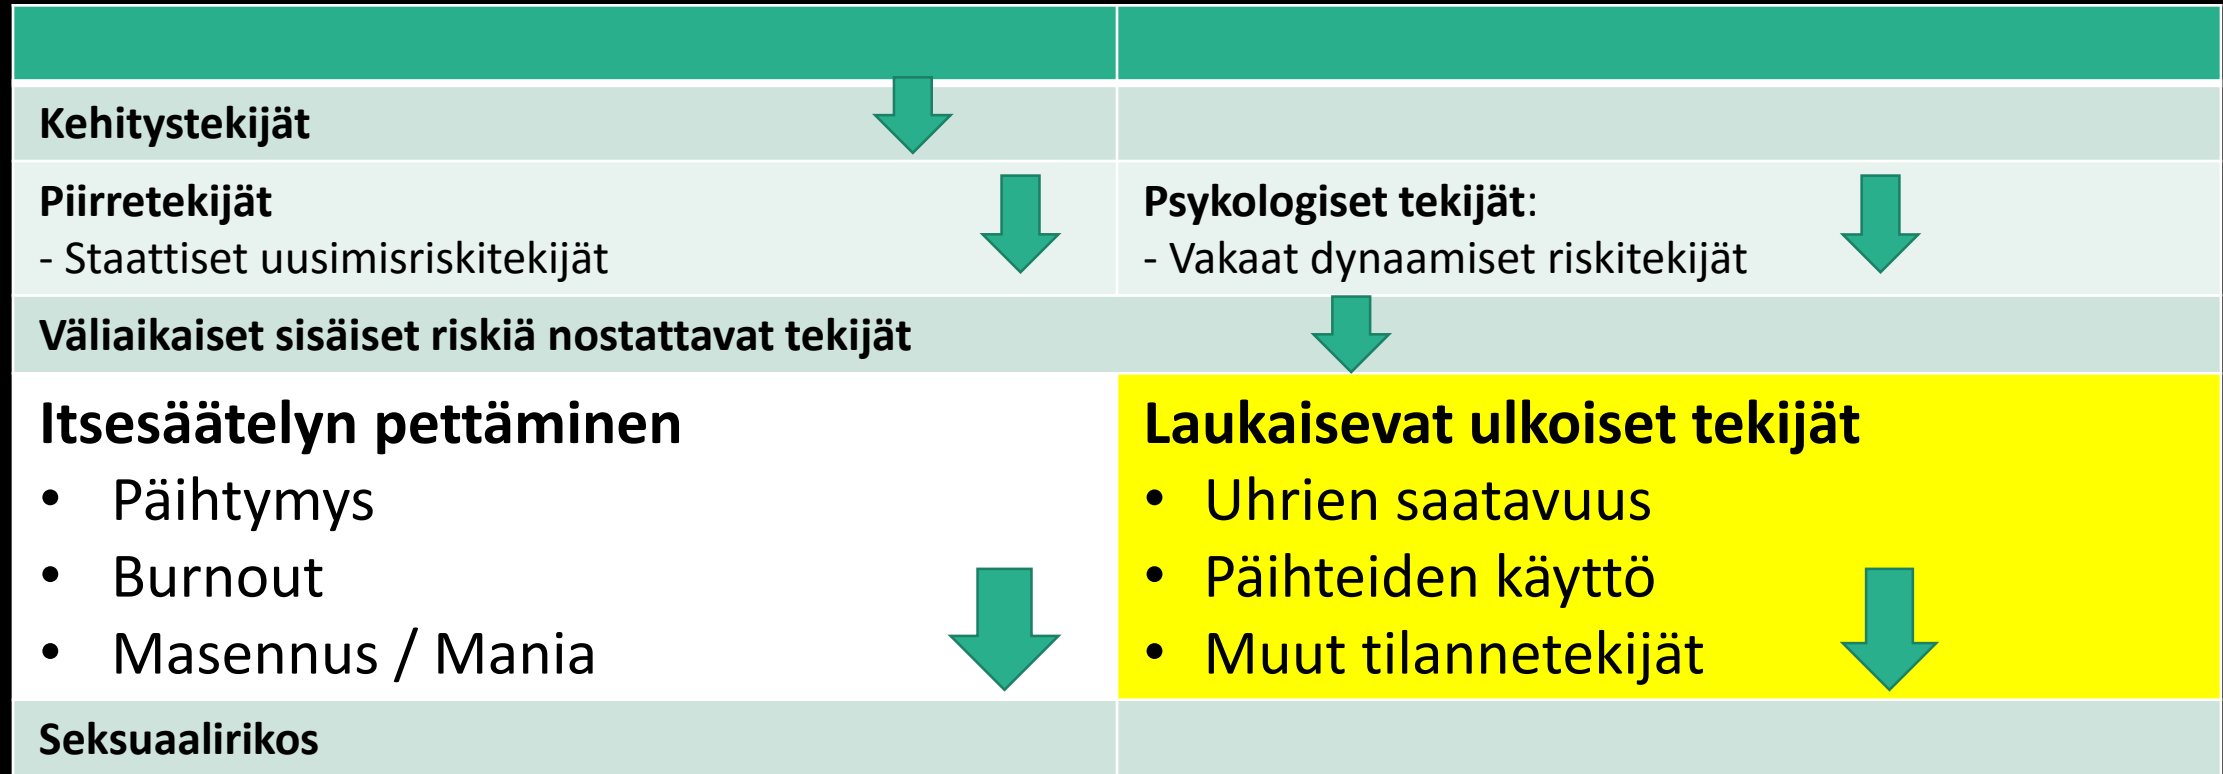 Kehitystekijät
Piirretekijät
- Staattiset uusimisriskitekijät
Psykologiset tekijät:
- Vakaat dynaamiset riskitekijät
Väliaikaiset sisäiset riskiä nostattavat tekijät
Itsesäätelyn pettäminen
• Päihtymys
• Burnout
• Masennus / Mania
Laukaisevat ulkoiset tekijät
• Uhrien saatavuus
• Päihteiden käyttö
• Muut tilannetekijät
Seksuaalirikos